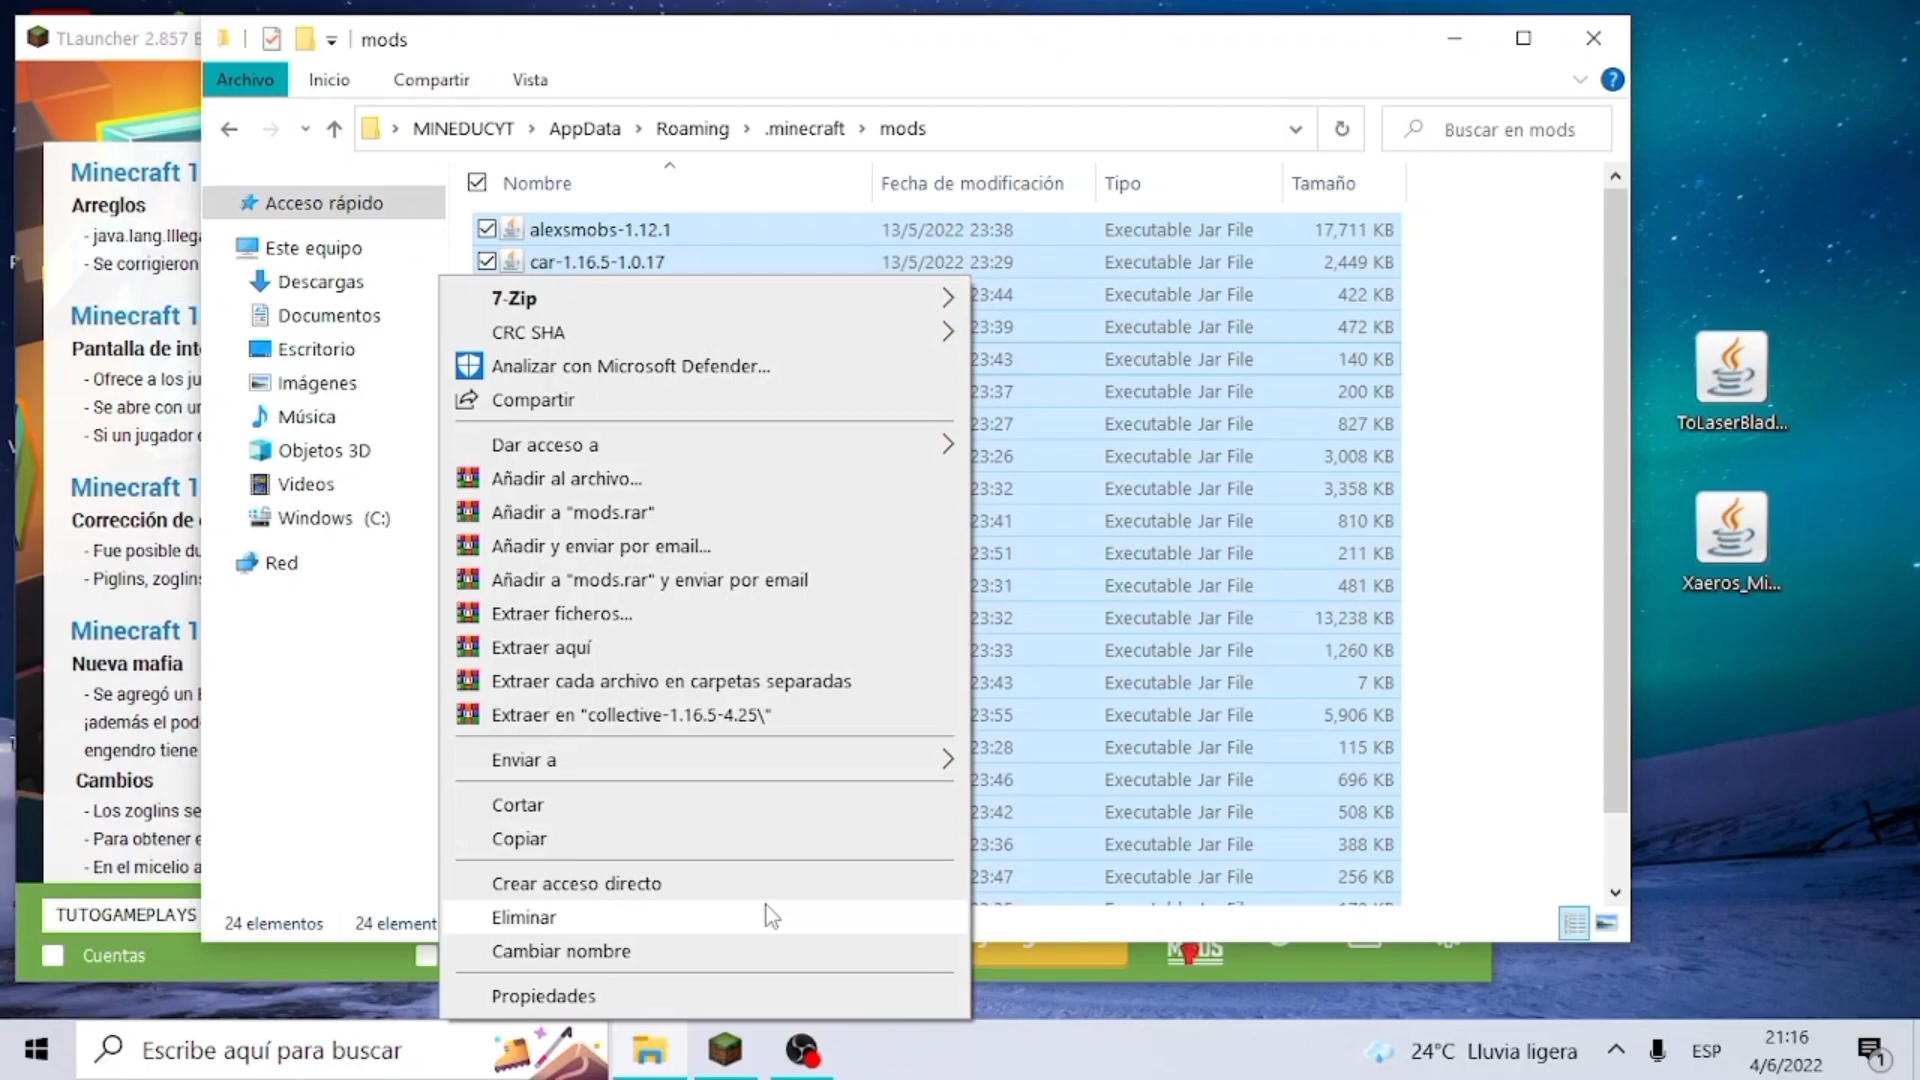 TLauncher 2.857
mods
Archivo
Inicio
Compartir
Vista
?
MINEDUCYT
AppData
Roaming
.minecraft
mods
Buscar en mods
Nombre
Fecha de modificación
Tipo
Tamaño
Acceso rápido
Este equipo
Descargas
Documentos
Escritorio
Imágenes
Música
Objetos 3D
Videos
Windows (C:)
Red
alexsmobs-1.12.1 13/5/2022 23:38 Executable Jar File 17,711 KB
car-1.16.5-1.0.17 13/5/2022 23:29 Executable Jar File 2,449 KB
23:44 Executable Jar File 422 KB
23:39 Executable Jar File 472 KB
23:43 Executable Jar File 140 KB
23:37 Executable Jar File 200 KB
23:27 Executable Jar File 827 KB
23:26 Executable Jar File 3,008 KB
23:32 Executable Jar File 3,358 KB
23:41 Executable Jar File 810 KB
23:51 Executable Jar File 211 KB
23:31 Executable Jar File 481 KB
23:32 Executable Jar File 13,238 KB
23:33 Executable Jar File 1,260 KB
23:43 Executable Jar File 7 KB
23:55 Executable Jar File 5,906 KB
23:28 Executable Jar File 115 KB
23:46 Executable Jar File 696 KB
23:42 Executable Jar File 508 KB
23:36 Executable Jar File 388 KB
23:47 Executable Jar File 256 KB
7-Zip
CRC SHA
Analizar con Microsoft Defender...
Compartir
Dar acceso a
Añadir al archivo...
Añadir a "mods.rar"
Añadir y enviar por email...
Añadir a "mods.rar" y enviar por email
Extraer ficheros...
Extraer aquí
Extraer cada archivo en carpetas separadas
Extraer en "collective-1.16.5-4.25\"
Enviar a
Cortar
Copiar
Crear acceso directo
Eliminar
Cambiar nombre
Propiedades
24 elementos
24 element
Minecraft 1
Arreglos
- java.lang.Illega
- Se corrigieron
Minecraft 1
Pantalla de int
- Ofrece a los ju
- Se abre con ur
- Si un jugador e
Minecraft 1
Corrección de
- Fue posible du
- Piglins, zoglins
Minecraft 1
Nueva mafia
- Se agregó un
¡además el pod
engendro tiene
Cambios
- Los zoglins se
- Para obtener e
- En el micelio a
TUTOGAMEPLAYS
Cuentas
MODS
ToLaserBlad...
Xaeros_Mi...
Escribe aquí para buscar
24°C Lluvia ligera
ESP
21:16
4/6/2022
1